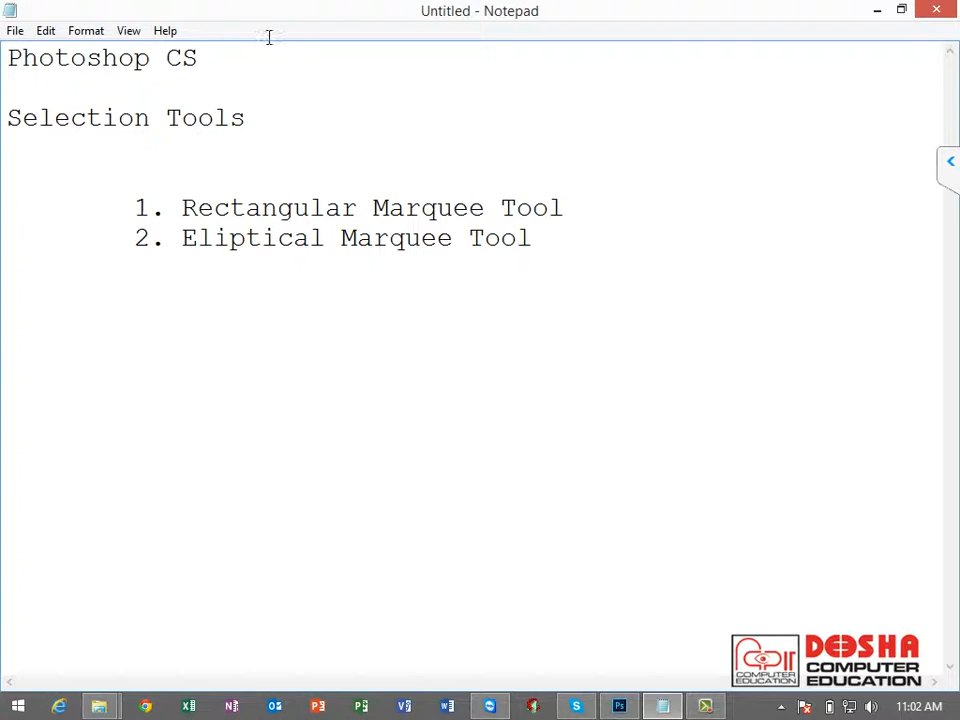 Untitled - Notepad
File Edit Format View Help
Photoshop CS
Selection Tools
1. Rectangular Marquee Tool
2. Eliptical Marquee Tool
DEESHA
COMPUTER
EDUCATION
11:02 AM